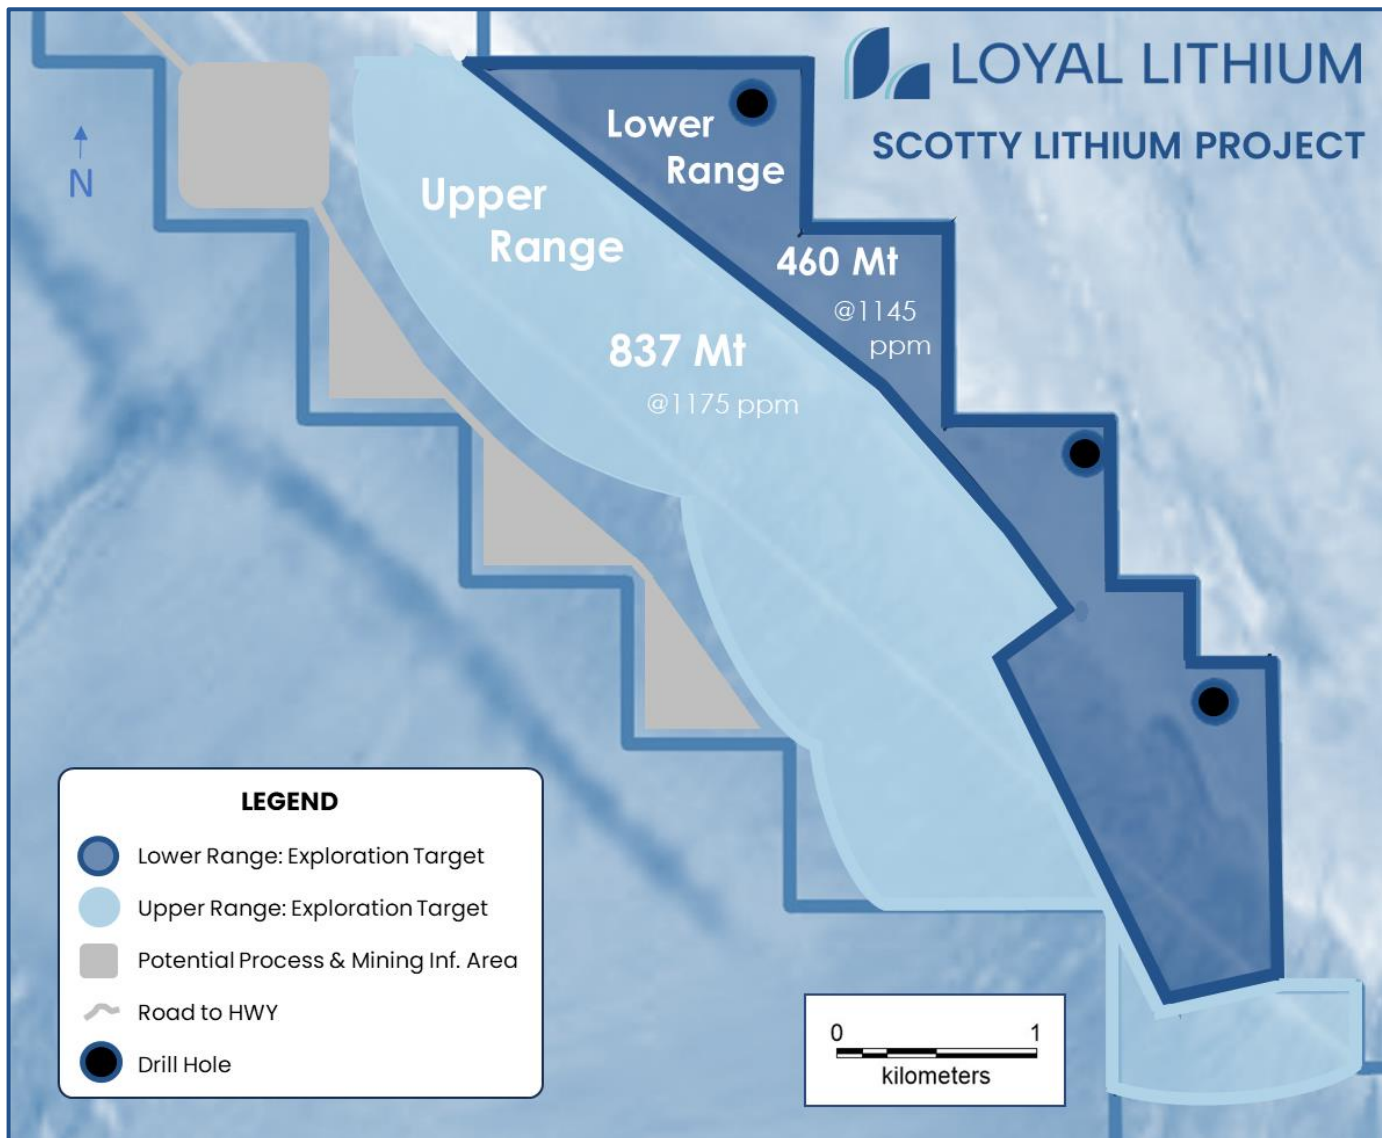 LOYAL LITHIUM
SCOTTY LITHIUM PROJECT
N
Lower
Range
Upper
Range
460 Mt
@1145
ppm
837 Mt
@1175 ppm
LEGEND
Lower Range: Exploration Target
Upper Range: Exploration Target
Potential Process & Mining Inf. Area
Road to HWY
Drill Hole
0 1
kilometers